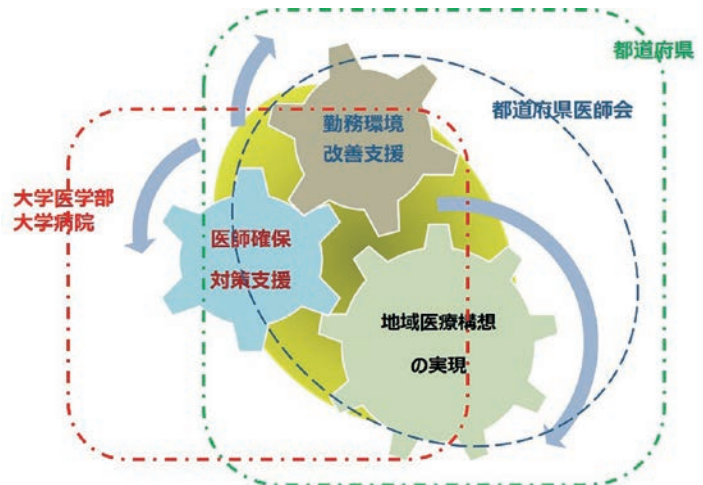 都道府県
都道府県医師会
勤務環境
改善支援
大学医学部
大学病院
医師確保
対策支援
地域医療構想
の実現